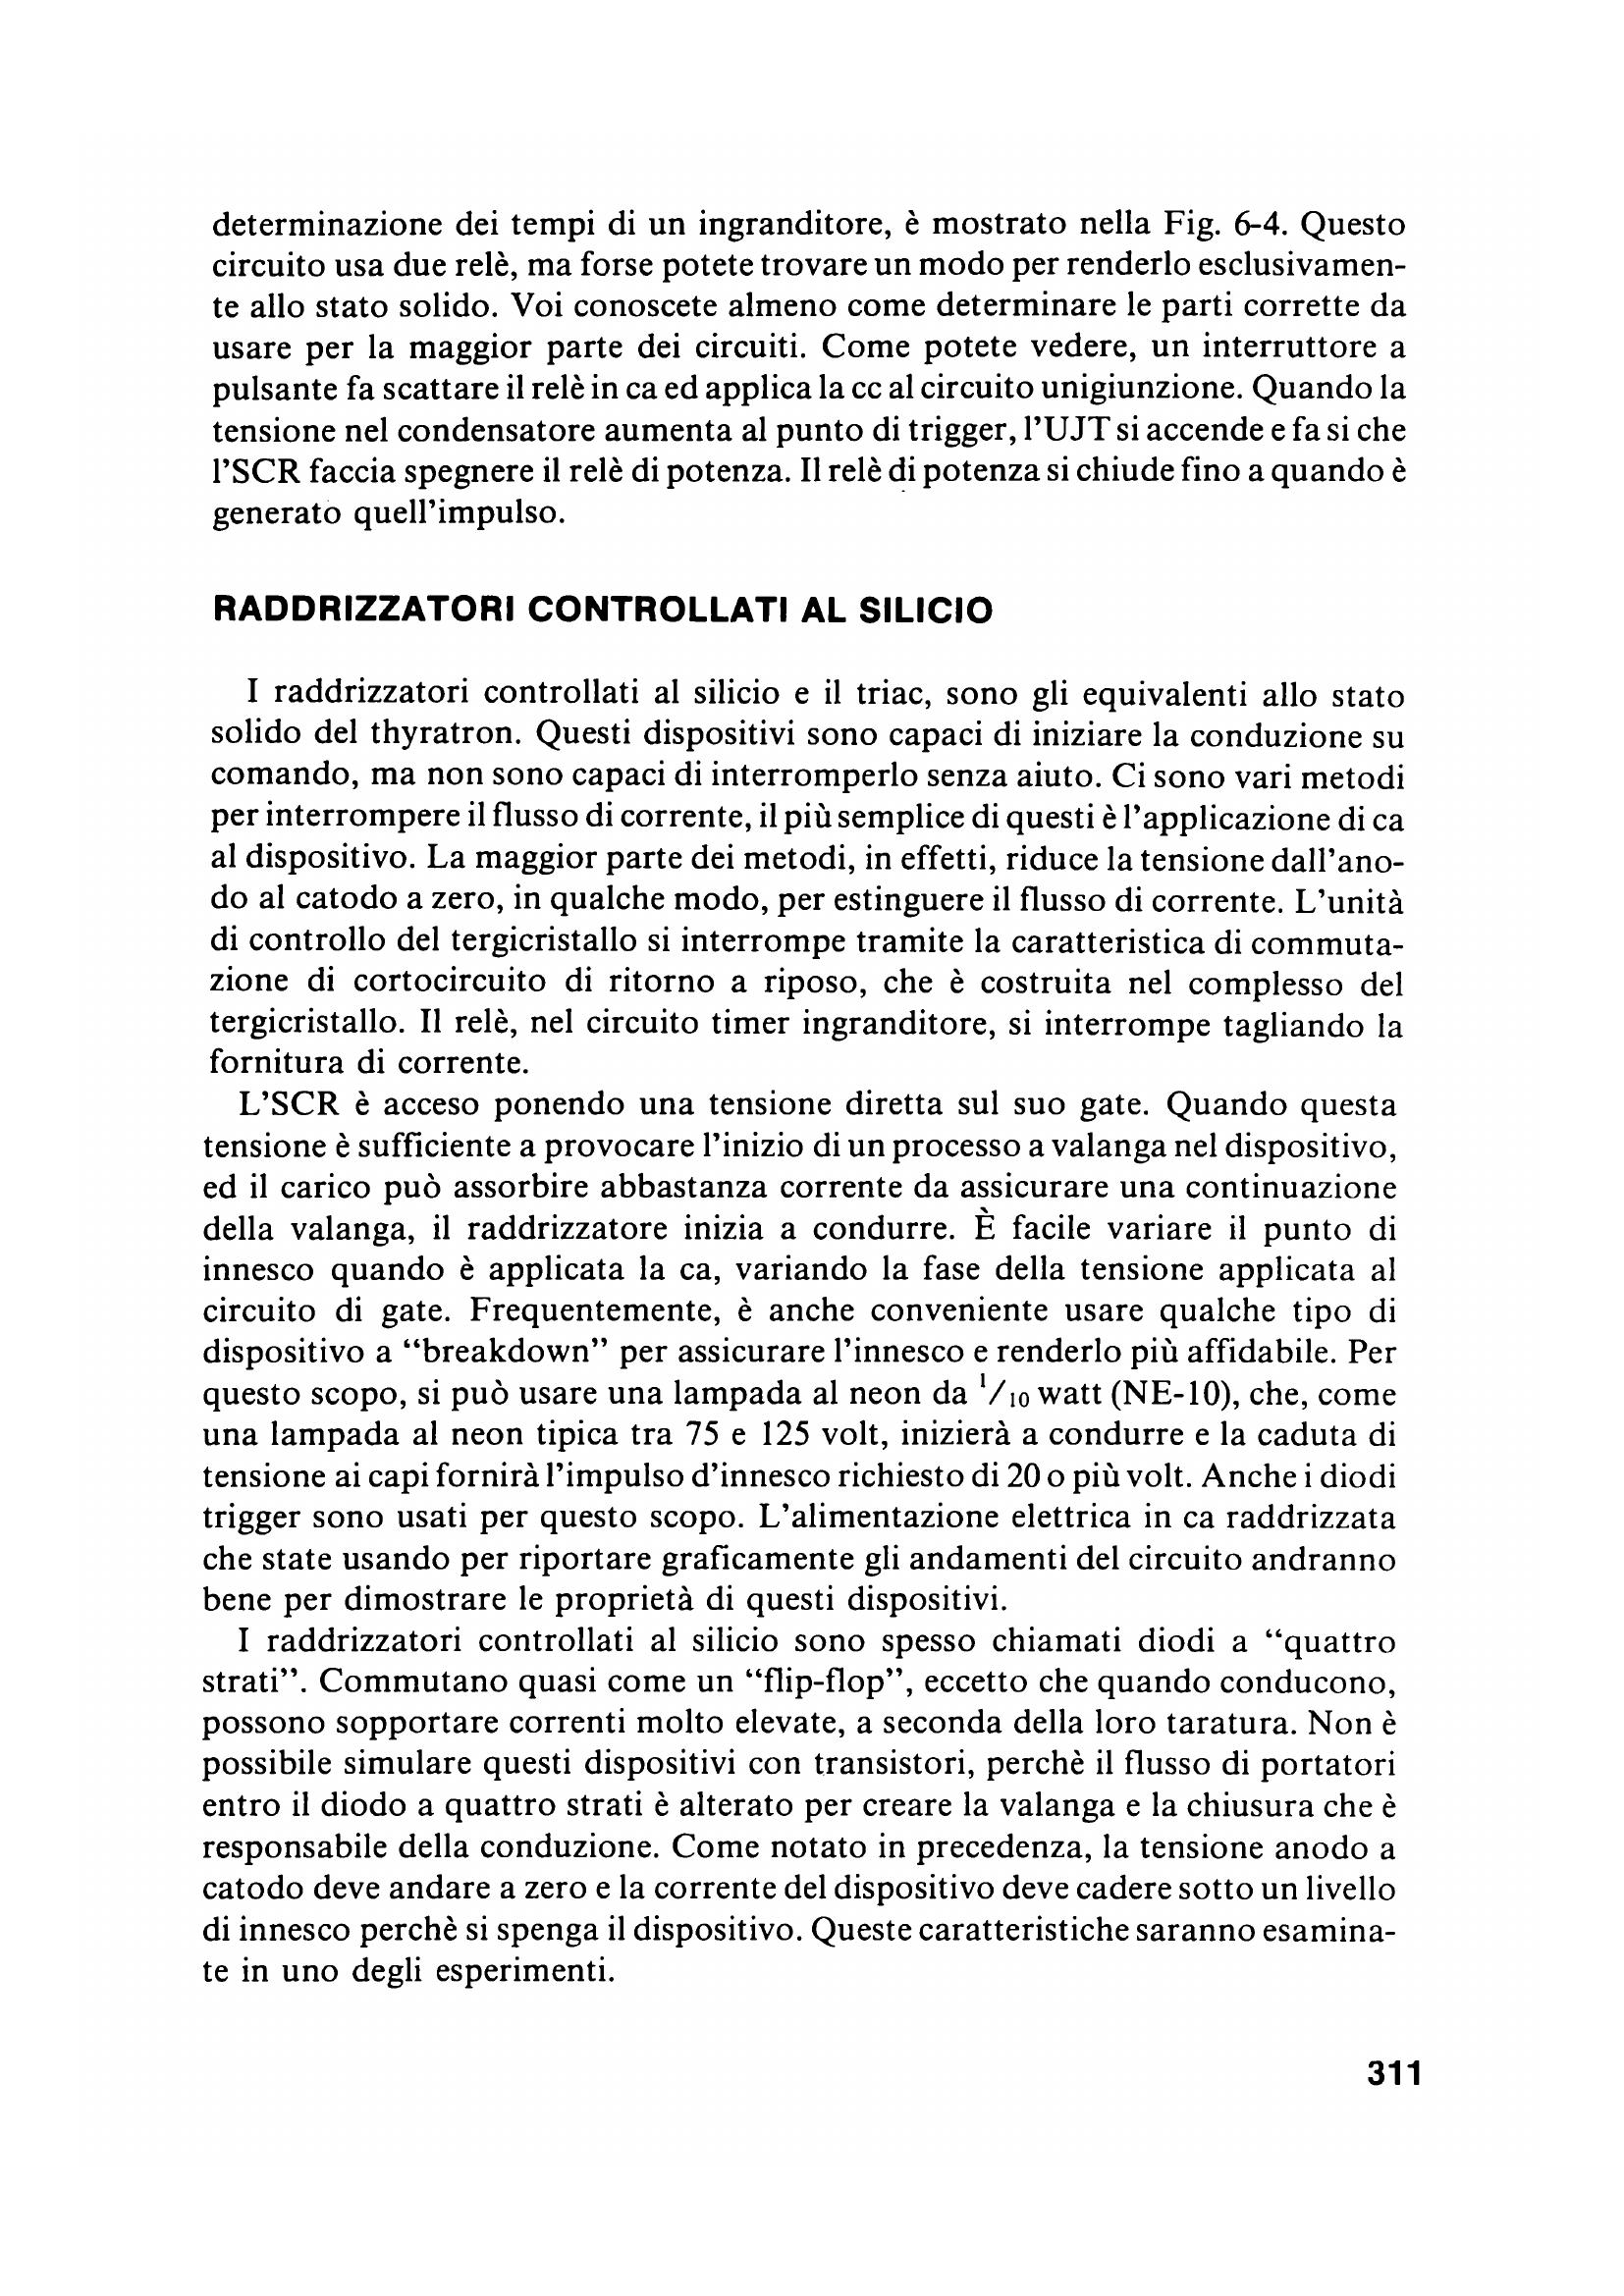 determinazione dei tempi di un ingranditore, è mostrato nella Fig. 6-4. Questo
circuito usa due relè, ma forse potete trovare un modo per renderlo esclusivamen-
te allo stato solido. Voi conoscete almeno come determinare le parti corrette da
usare per la maggior parte dei circuiti. Come potete vedere, un interruttore a
pulsante fa scattare il relè in ca ed applica la cc al circuito unigiunzione. Quando la
tensione nel condensatore aumenta al punto di trigger, l'UJT si accende e fa si che
l'SCR faccia spegnere il relè di potenza. Il relè di potenza si chiude fino a quando è
generato quell'impulso.
RADDRIZZATORI CONTROLLATI AL SILICIO
I raddrizzatori controllati al silicio e il triac, sono gli equivalenti allo stato
solido del thyratron. Questi dispositivi sono capaci di iniziare la conduzione su
comando, ma non sono capaci di interromperlo senza aiuto. Ci sono vari metodi
per interrompere il flusso di corrente, il più semplice di questi è l'applicazione di ca
al dispositivo. La maggior parte dei metodi, in effetti, riduce la tensione dall'ano-
do al catodo a zero, in qualche modo, per estinguere il flusso di corrente. L'unità
di controllo del tergicristallo si interrompe tramite la caratteristica di commuta-
zione di cortocircuito di ritorno a riposo, che è costruita nel complesso del
tergicristallo. Il relè, nel circuito timer ingranditore, si interrompe tagliando la
fornitura di corrente.
L'SCR è acceso ponendo una tensione diretta sul suo gate. Quando questa
tensione è sufficiente a provocare l'inizio di un processo a valanga nel dispositivo,
ed il carico può assorbire abbastanza corrente da assicurare una continuazione
della valanga, il raddrizzatore inizia a condurre. È facile variare il punto di
innesco quando è applicata la ca, variando la fase della tensione applicata al
circuito di gate. Frequentemente, è anche conveniente usare qualche tipo di
dispositivo a “breakdown” per assicurare l'innesco e renderlo più affidabile. Per
questo scopo, si può usare una lampada al neon da 1/10 watt (NE-10), che, come
una lampada al neon tipica tra 75 e 125 volt, inizierà a condurre e la caduta di
tensione ai capi fornirà l'impulso d'innesco richiesto di 20 o più volt. Anche i diodi
trigger sono usati per questo scopo. L'alimentazione elettrica in ca raddrizzata
che state usando per riportare graficamente gli andamenti del circuito andranno
bene per dimostrare le proprietà di questi dispositivi.
I raddrizzatori controllati al silicio sono spesso chiamati diodi a “quattro
strati”. Commutano quasi come un “flip-flop”, eccetto che quando conducono,
possono sopportare correnti molto elevate, a seconda della loro taratura. Non è
possibile simulare questi dispositivi con transistori, perchè il flusso di portatori
entro il diodo a quattro strati è alterato per creare la valanga e la chiusura che è
responsabile della conduzione. Come notato in precedenza, la tensione anodo a
catodo deve andare a zero e la corrente del dispositivo deve cadere sotto un livello
di innesco perchè si spenga il dispositivo. Queste caratteristiche saranno esamina-
te in uno degli esperimenti.
311